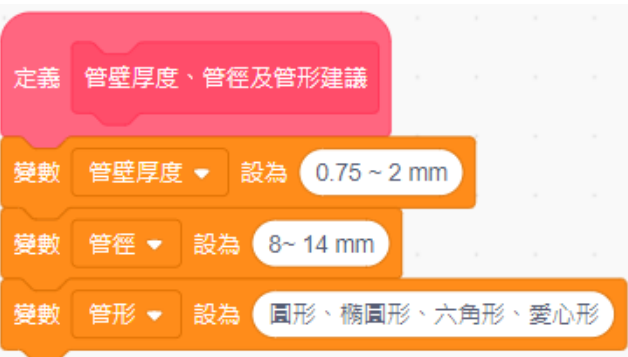 定義 管壁厚度、管徑及管形建議
變數 管壁厚度 設為 0.75 ~ 2 mm
變數 管徑 設為 8~ 14 mm
變數 管形 設為 圓形、橢圓形、六角形、愛心形